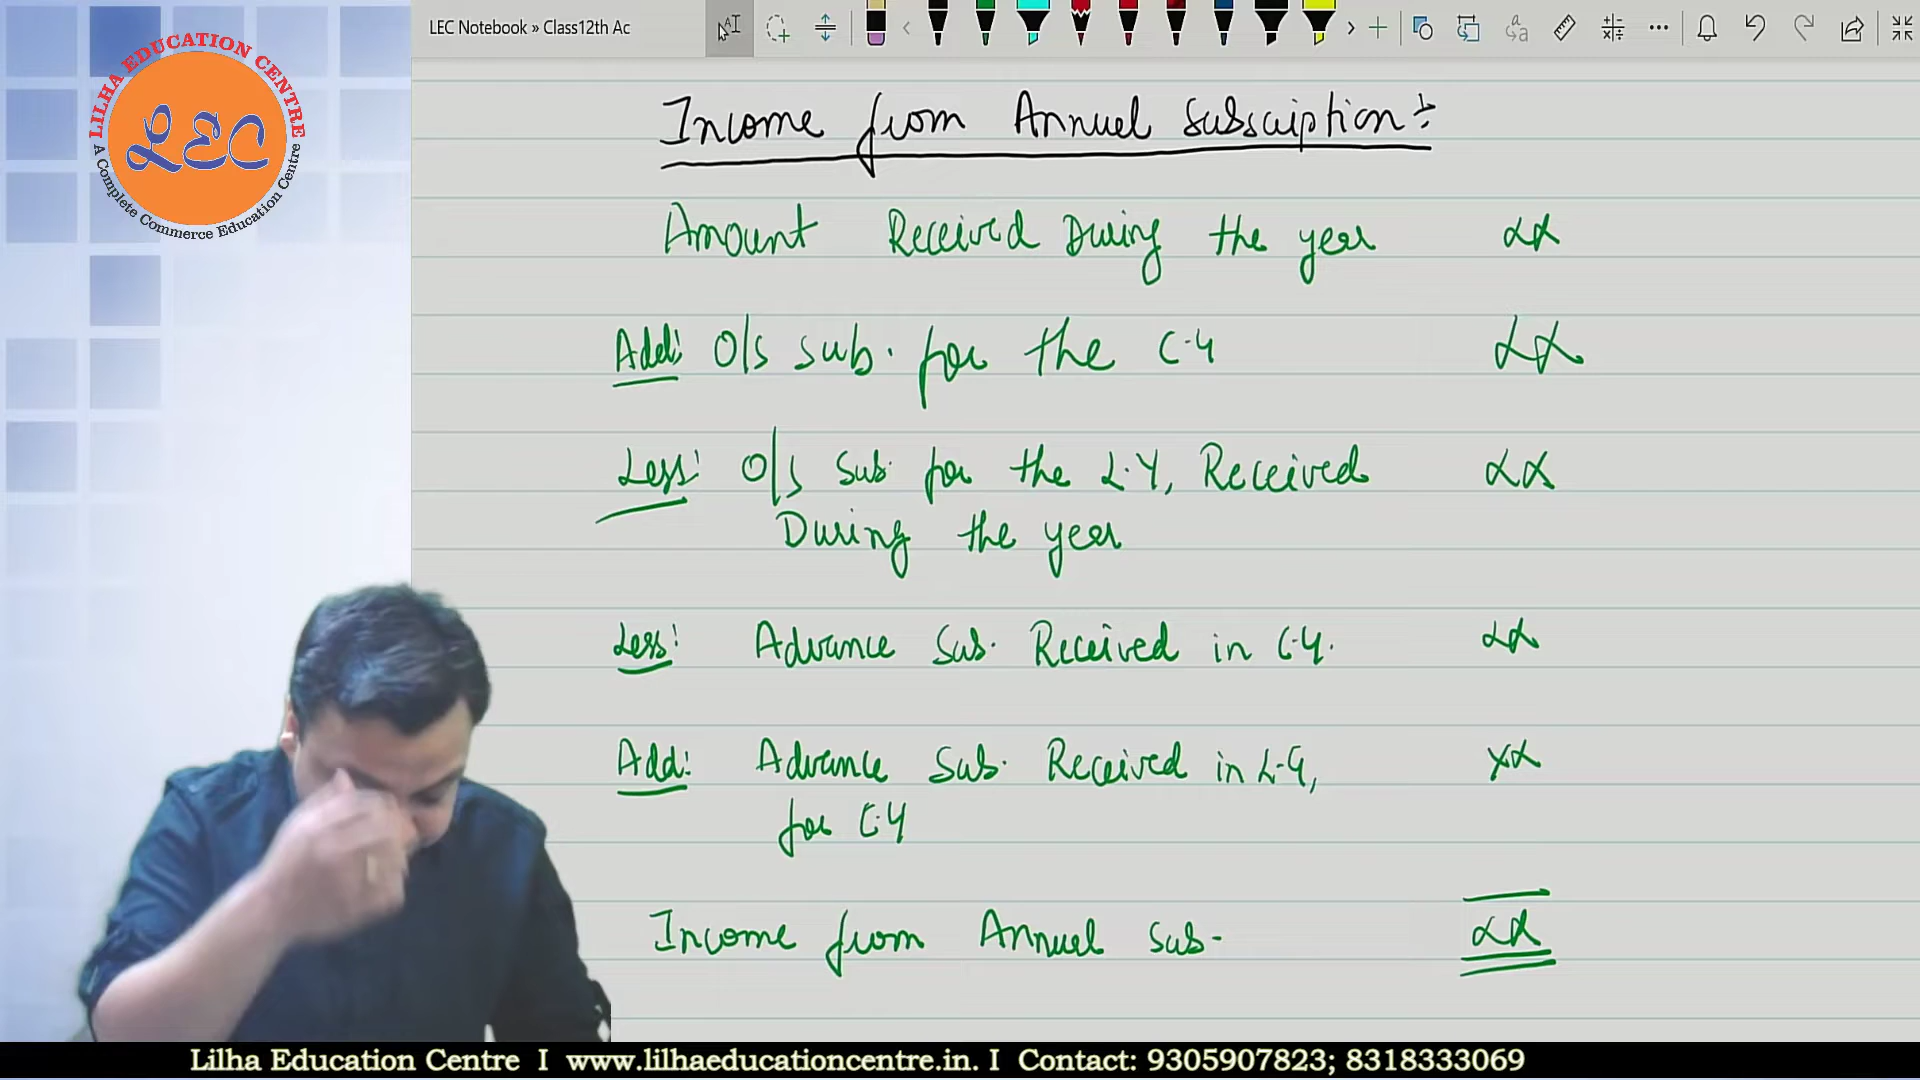 LILHA EDUCATION CENTRE
LEC
A Complete Commerce Education Centre
LEC Notebook » Class12th Ac
Income from Annuel Subscription:-
Amount Received During the year xx
Add: O/s sub. for the C.Y xx
Less: O/s Sub for the L.Y, Received xx
During the year
Less: Advance Sub. Received in C.Y. xx
Add: Advance Sub. Received in L.Y, xx
for C.Y
Income from Annuel Sub- xx
Lilha Education Centre I www.lilhaeducationcentre.in. I Contact: 9305907823; 8318333069